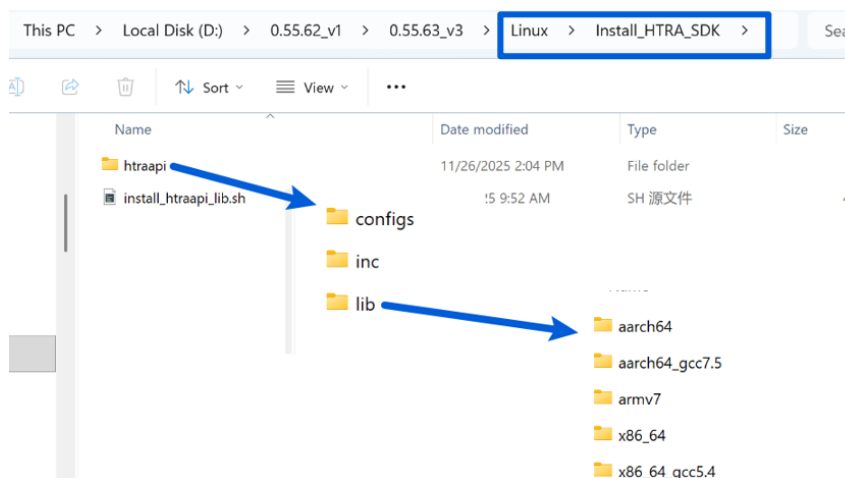 This PC > Local Disk (D:) > 0.55.62_v1 > 0.55.63_v3 > Linux > Install_HTRA_SDK >
Sort View ...
Name Date modified Type Size
htraapi 11/26/2025 2:04 PM File folder
install_htraapi_lib.sh 9:52 AM SH 源文件
configs
inc
lib
aarch64
aarch64_gcc7.5
armv7
x86_64
x86_64_gcc5.4